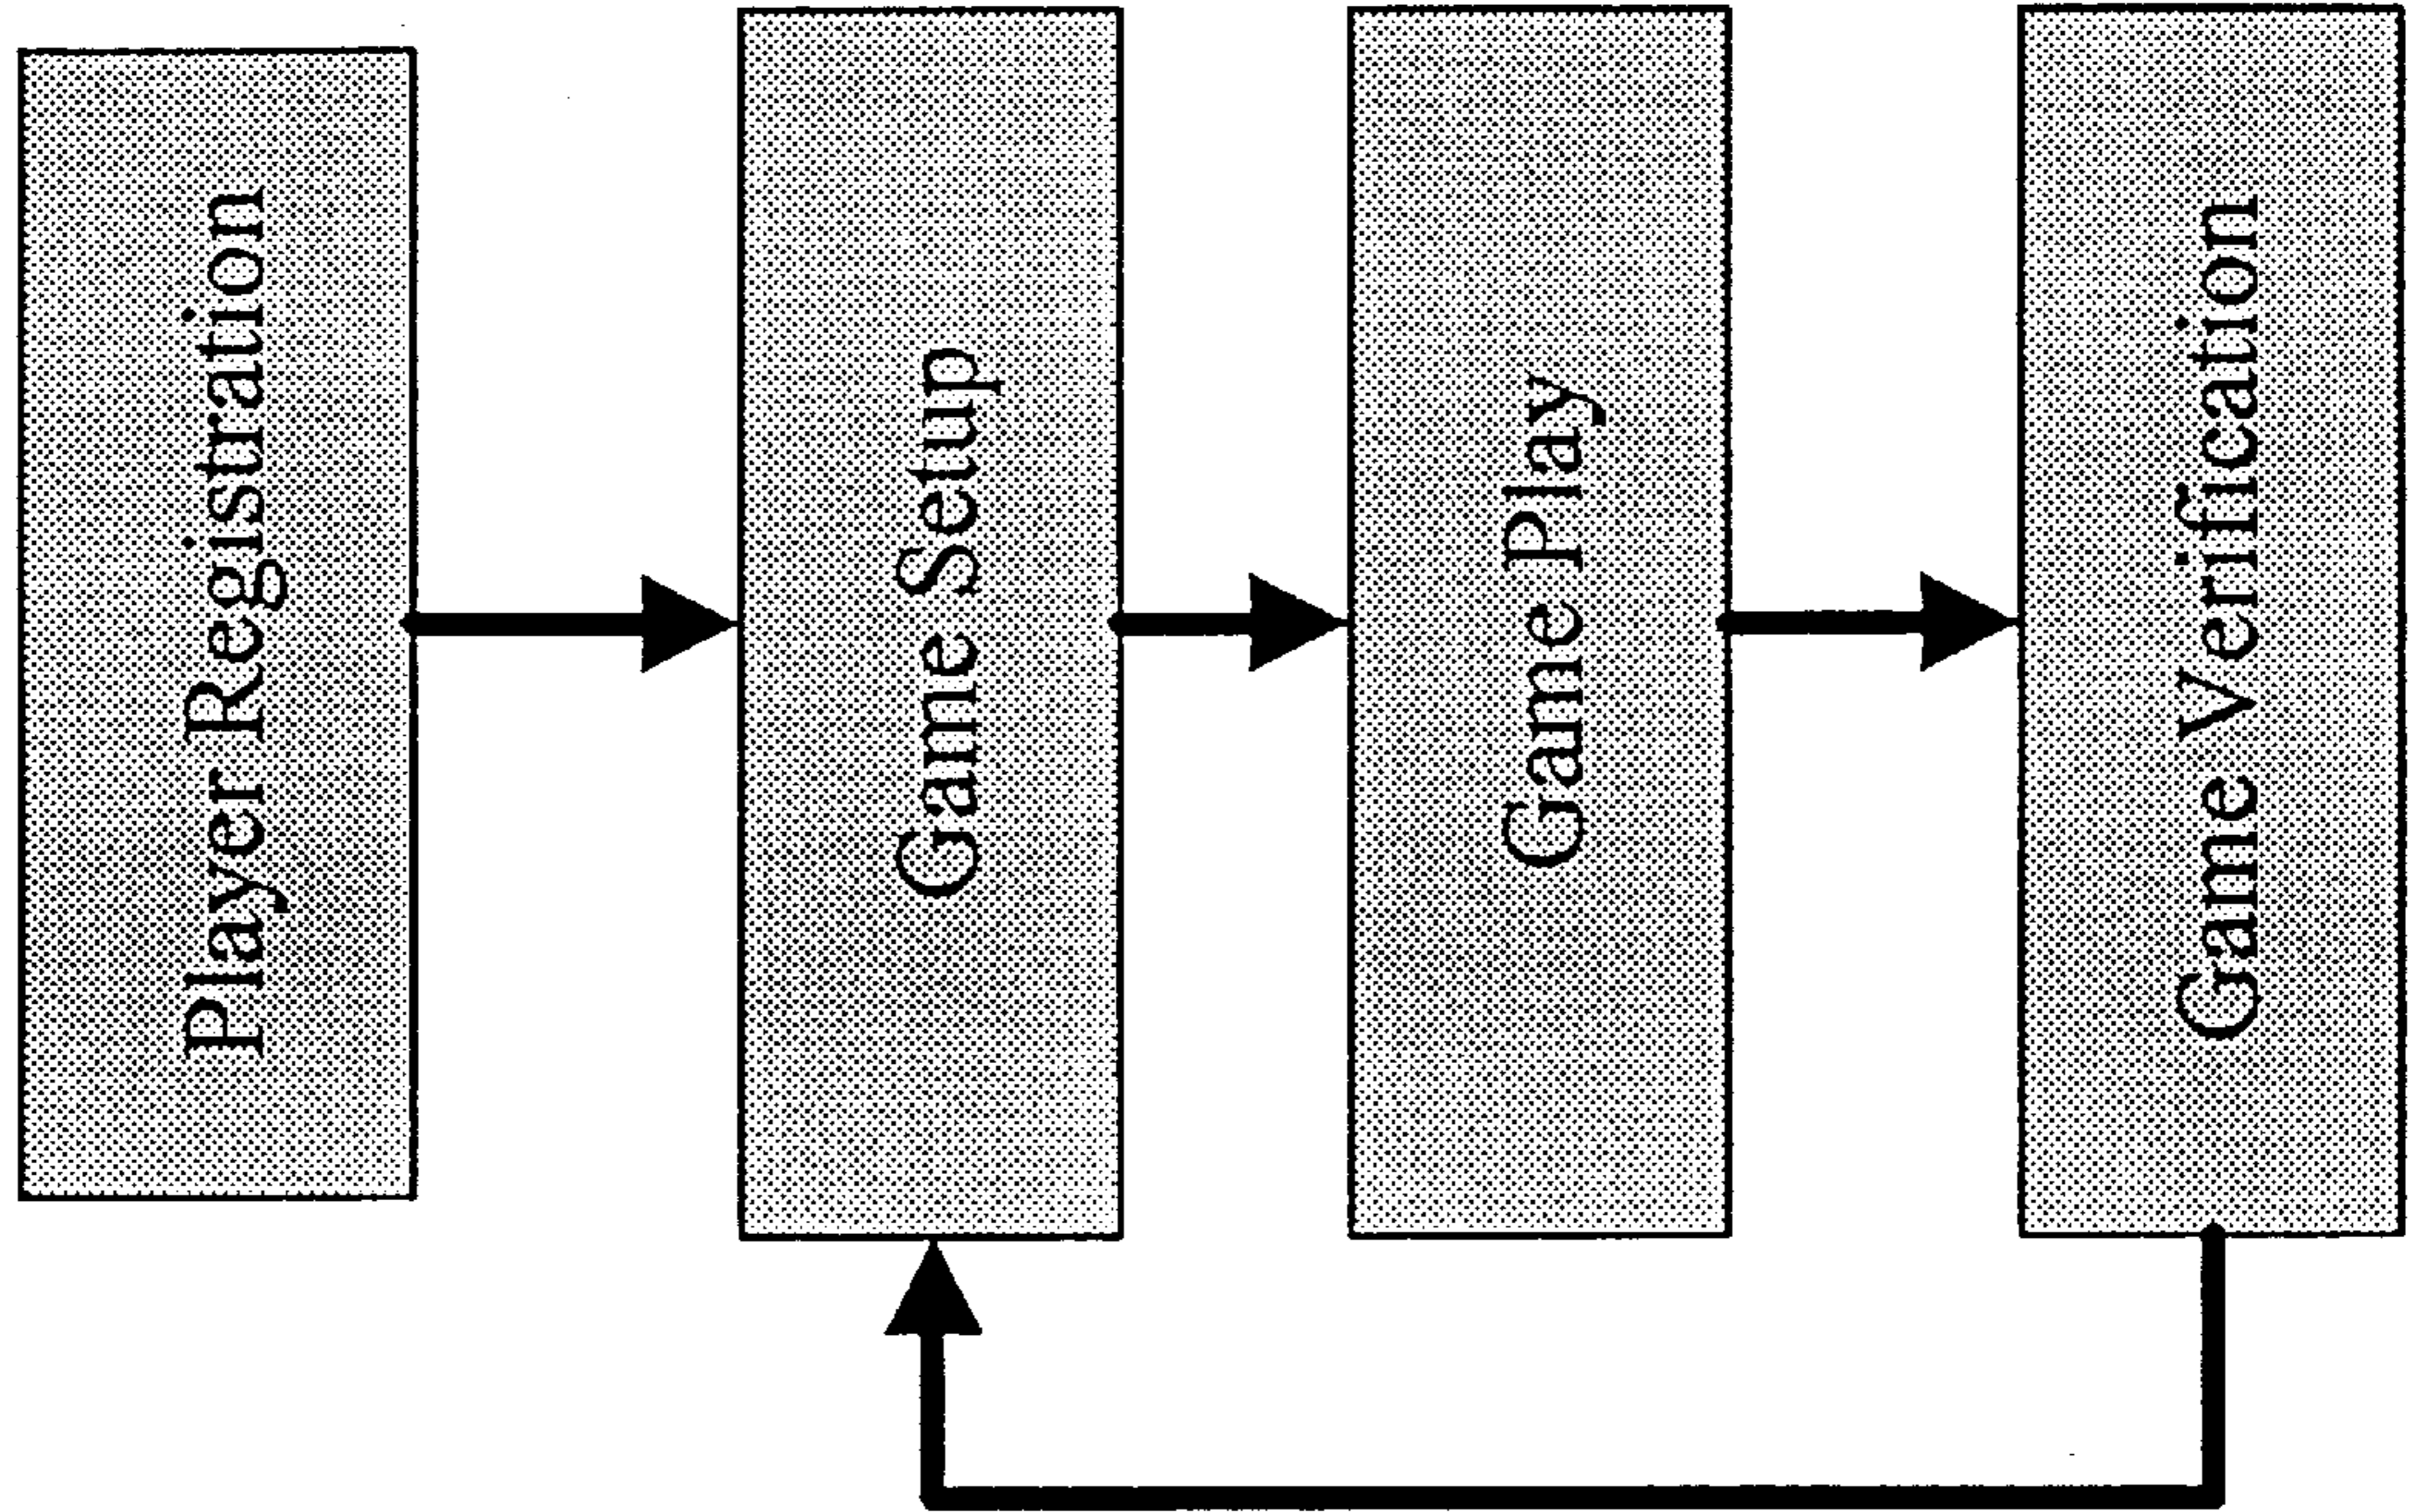 Player Registration
Game Setup
Game Play
Game Verification